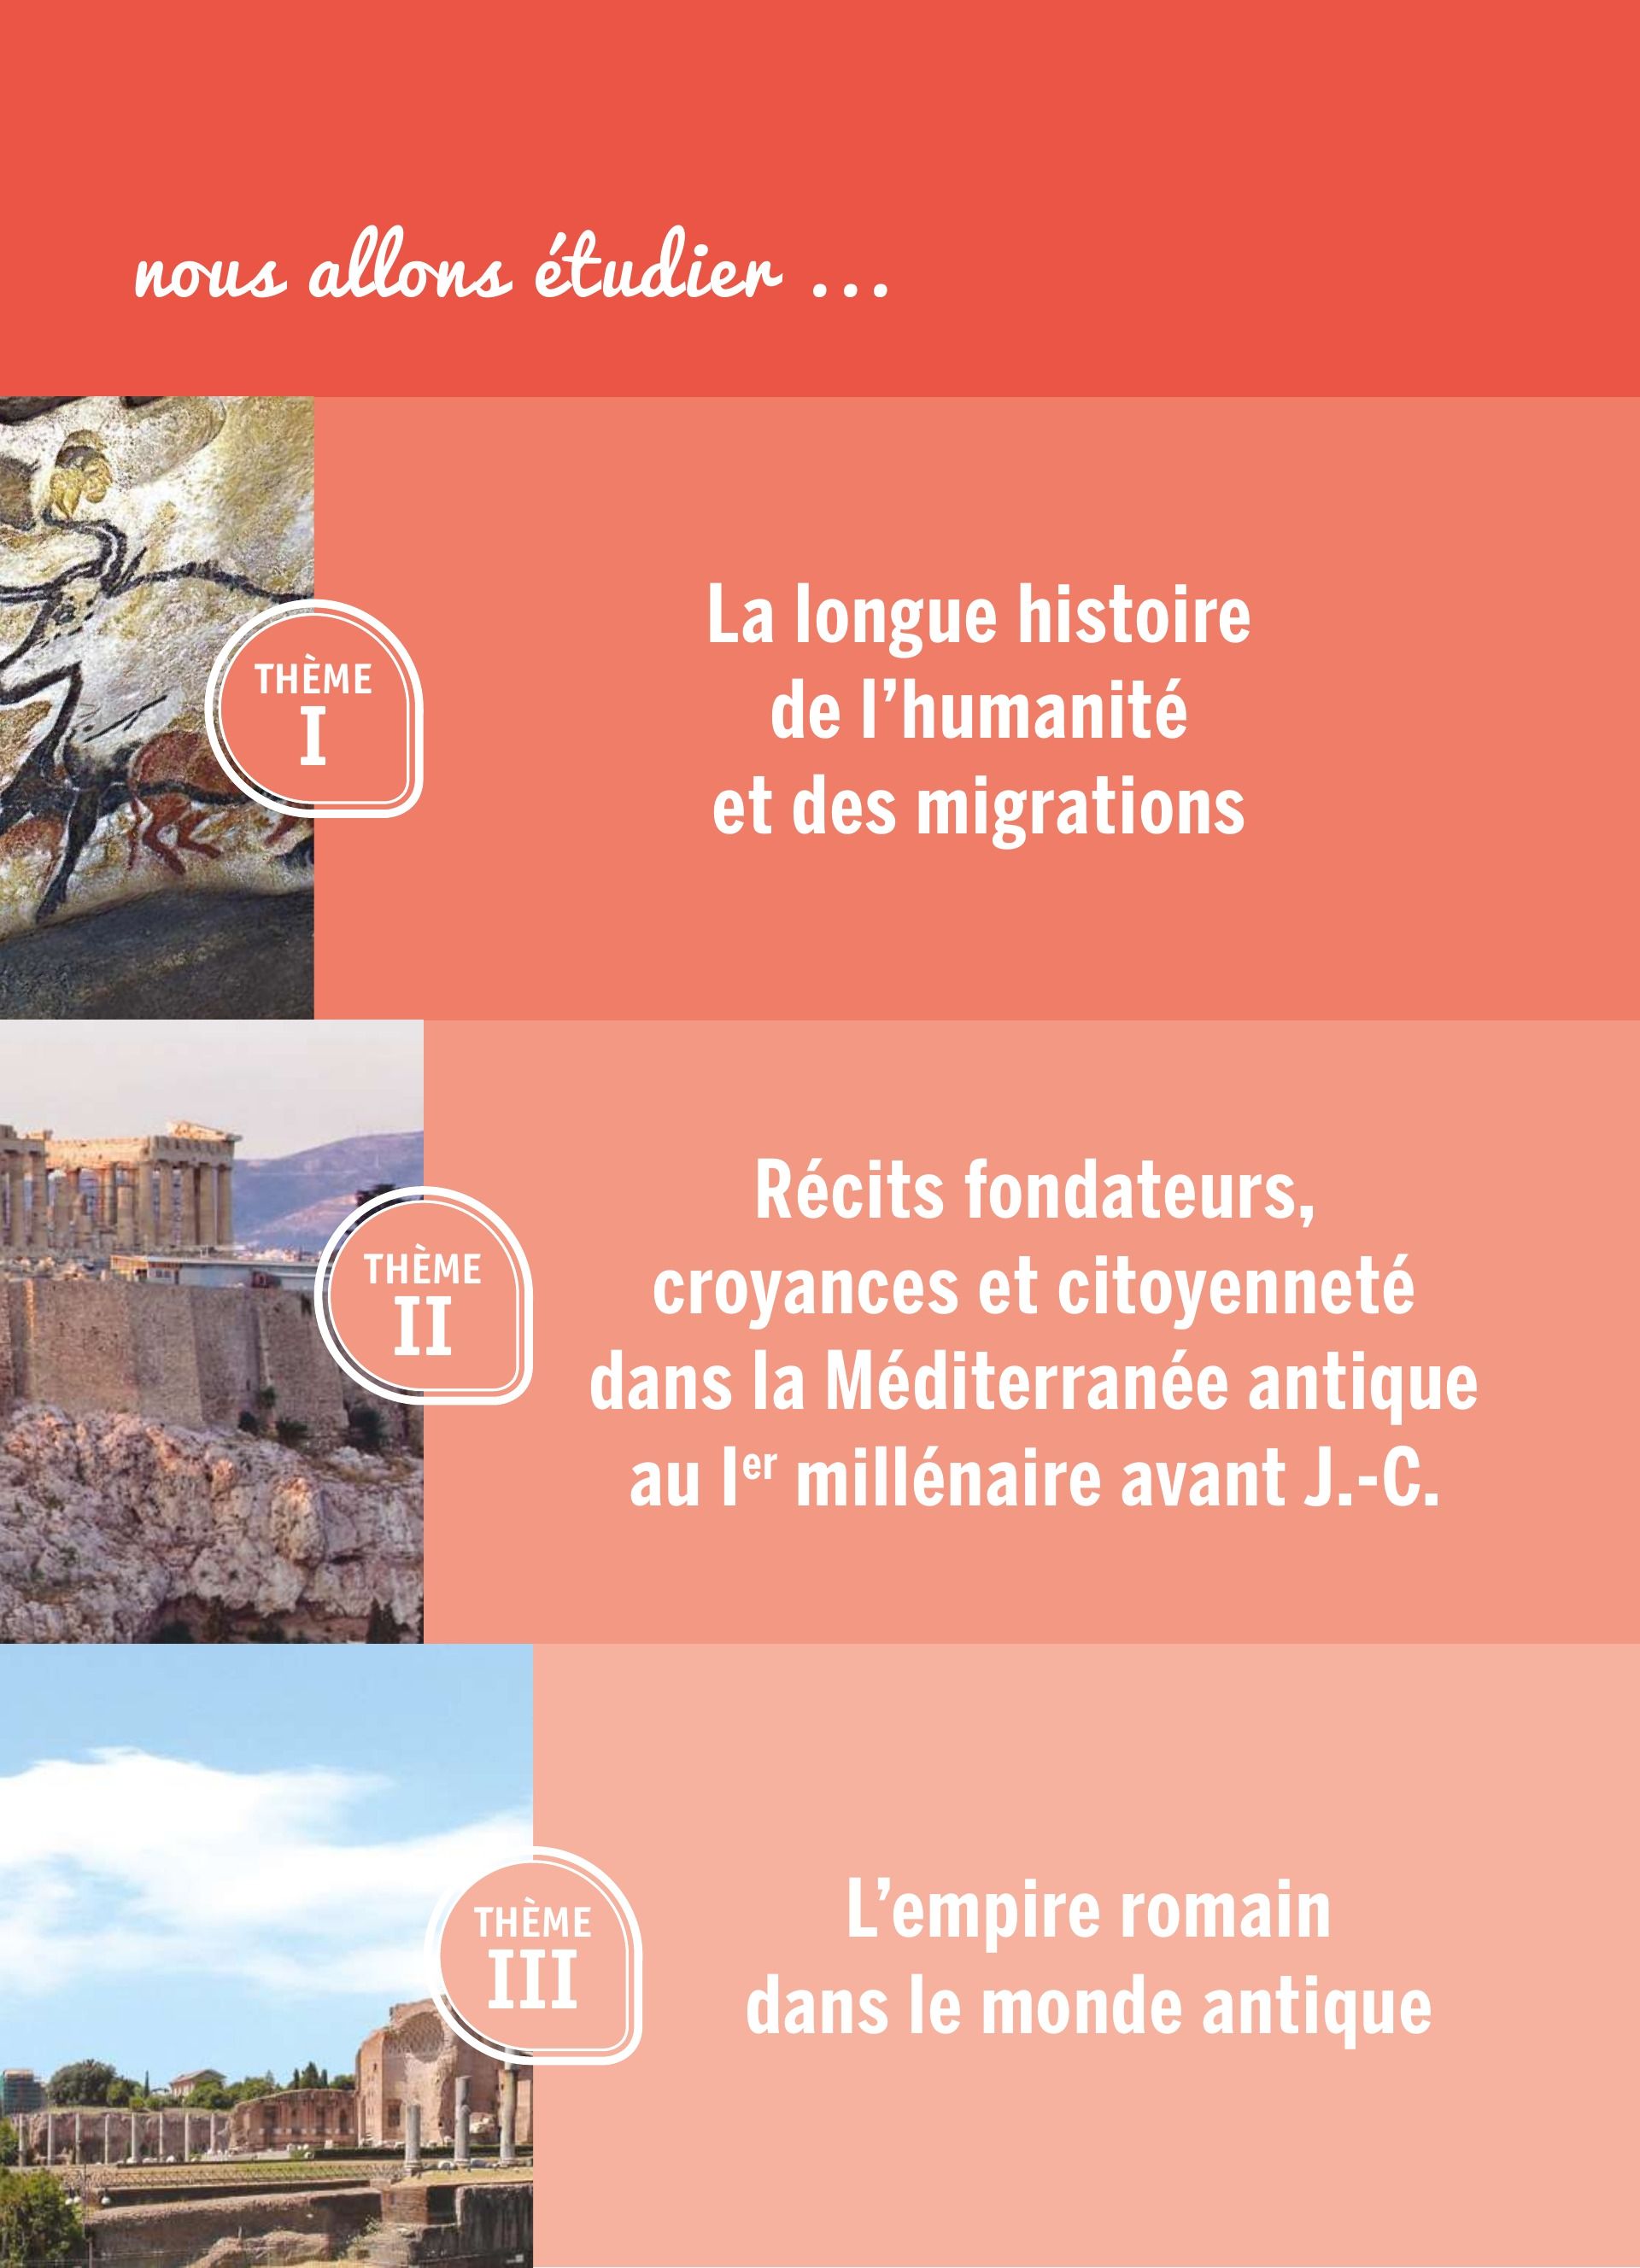 nous allons étudier ...
THÈME
I
La longue histoire
de l’humanité
et des migrations
THÈME
II
Récits fondateurs,
croyances et citoyenneté
dans la Méditerranée antique
au Ier millénaire avant J.-C.
THÈME
III
L’empire romain
dans le monde antique